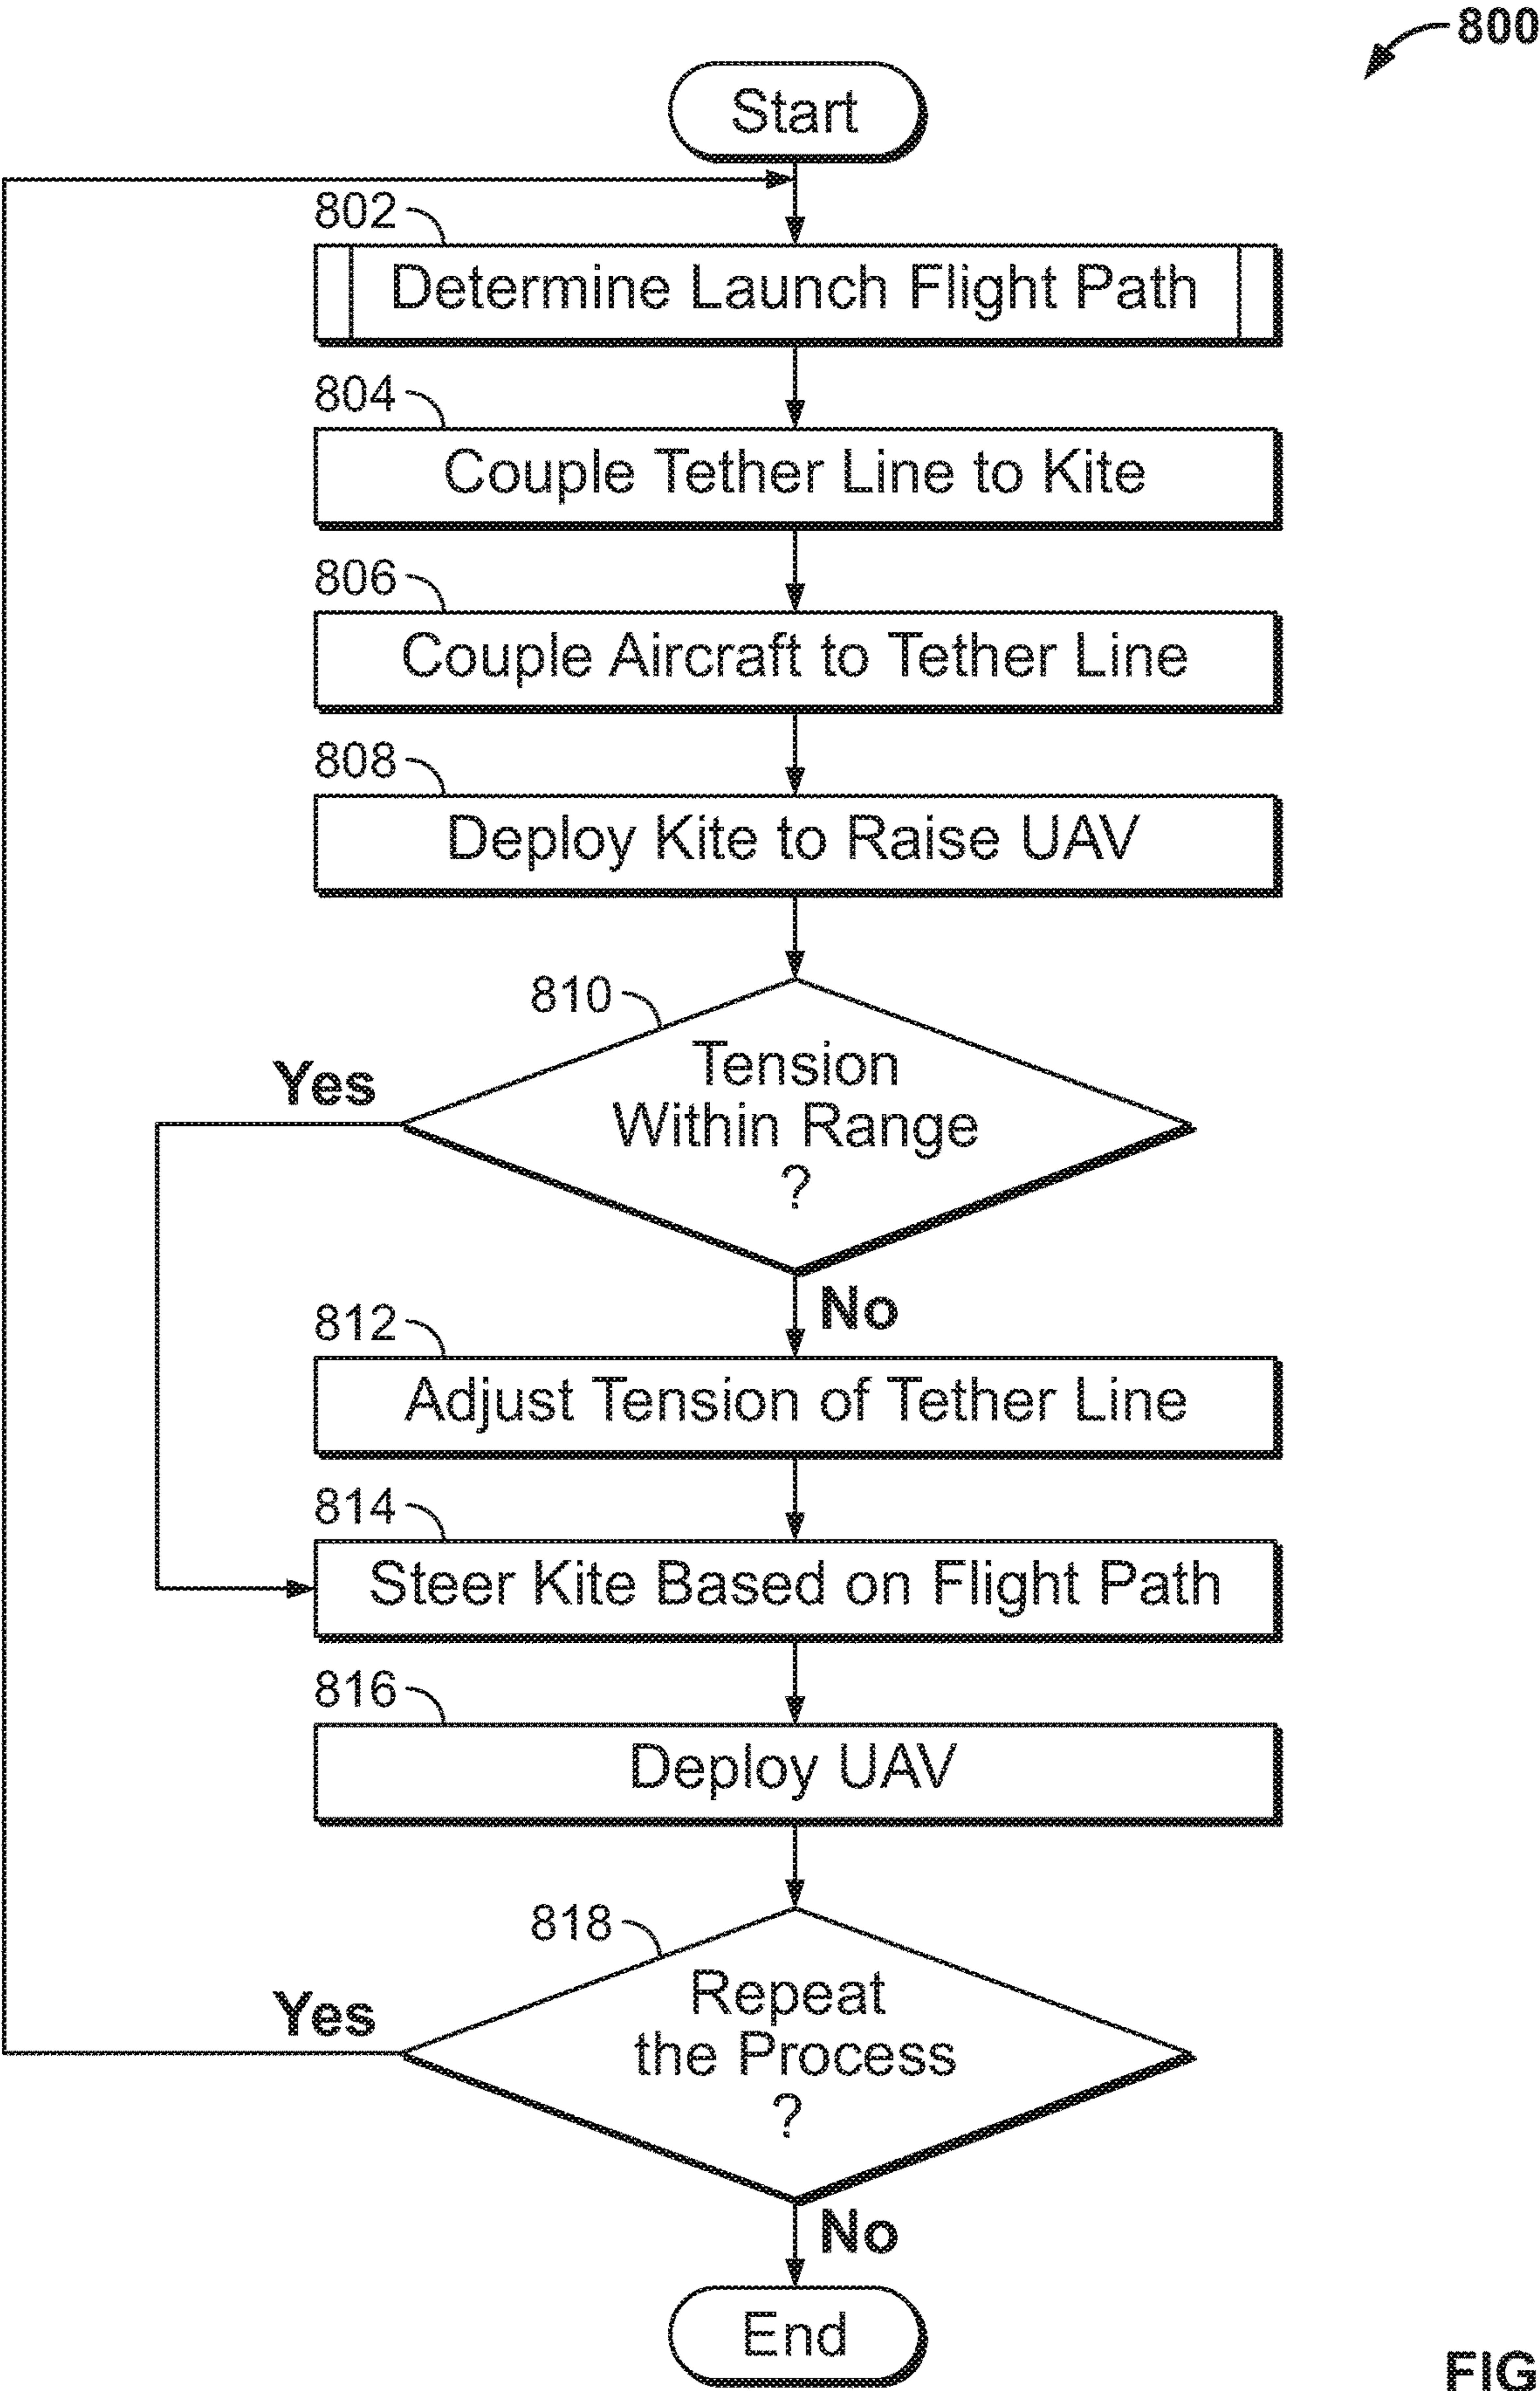 800
Start
802
Determine Launch Flight Path
804
Couple Tether Line to Kite
806
Couple Aircraft to Tether Line
808
Deploy Kite to Raise UAV
810
Tension
Within Range
?
Yes
No
812
Adjust Tension of Tether Line
814
Steer Kite Based on Flight Path
816
Deploy UAV
818
Repeat
the Process
?
Yes
No
End
FIG